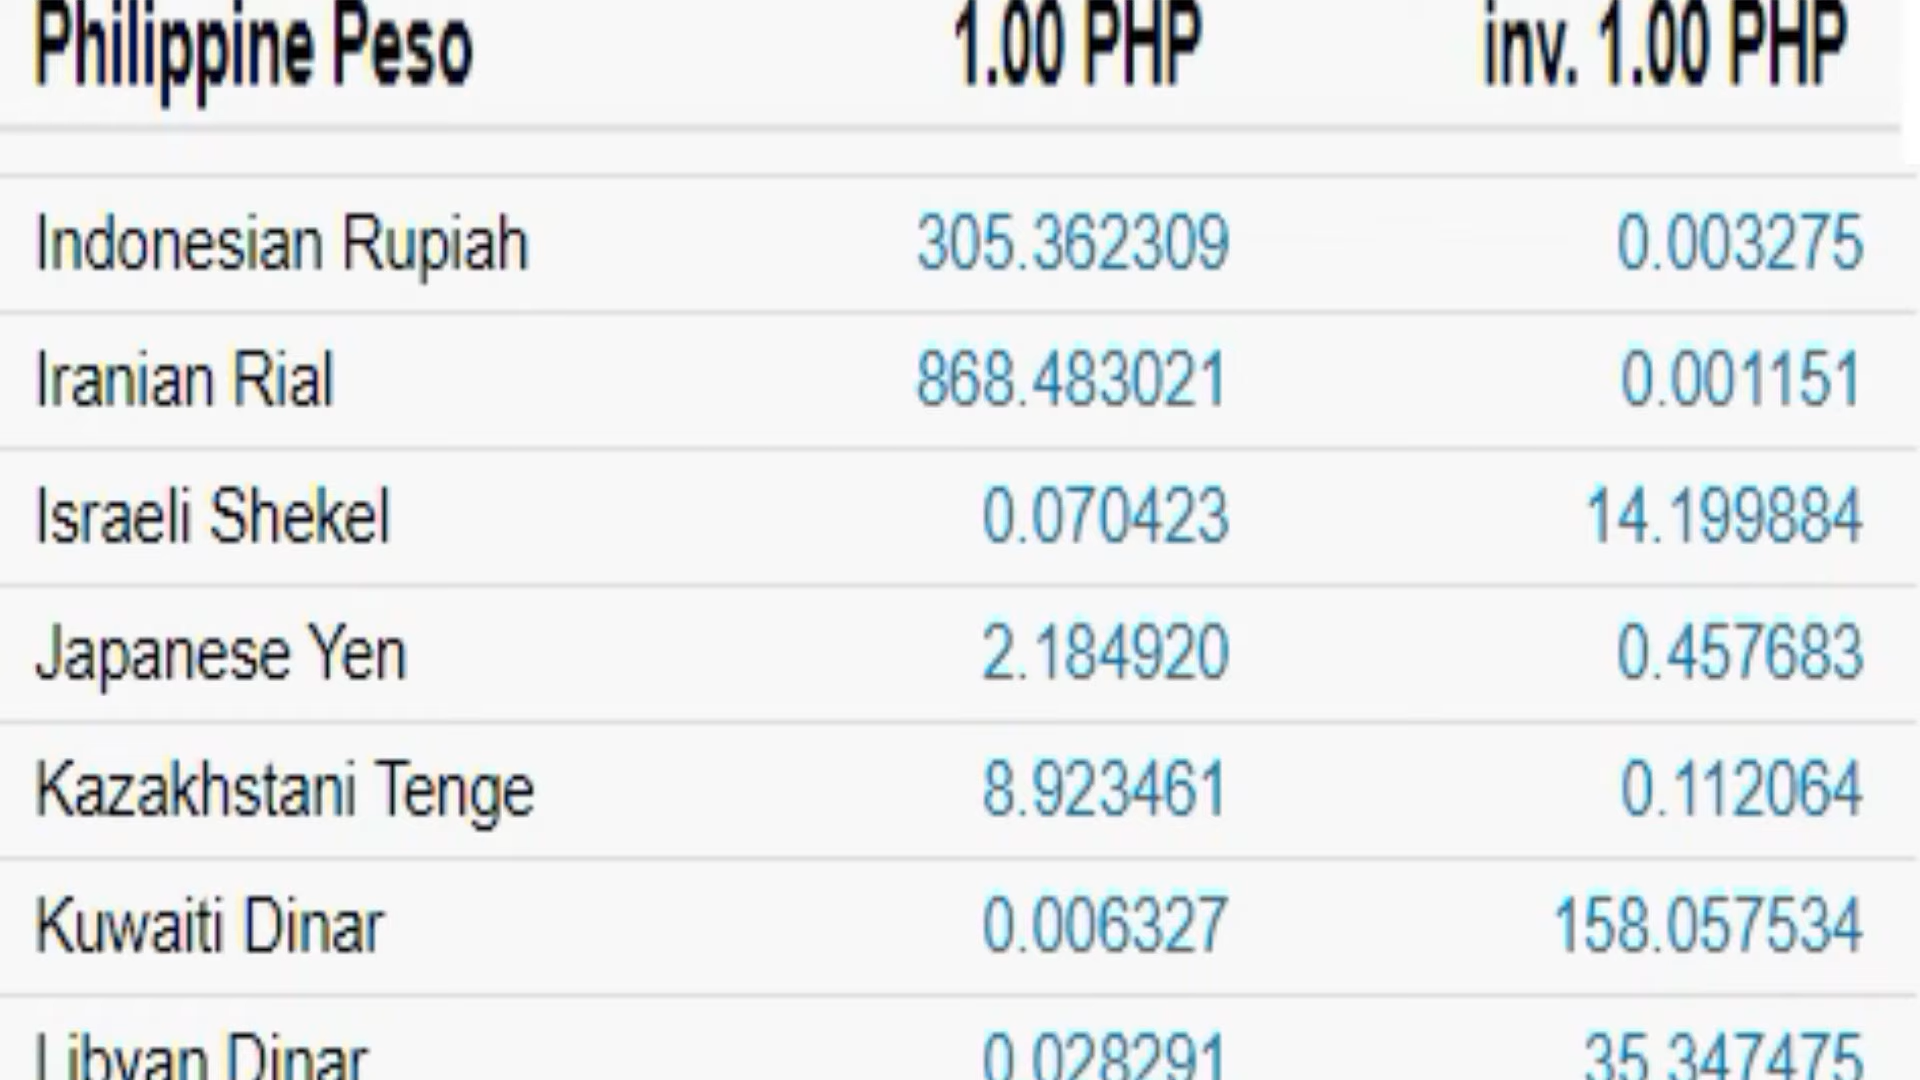 Philippine Peso 1.00 PHP inv. 1.00 PHP
Indonesian Rupiah 305.362309 0.003275
Iranian Rial 868.483021 0.001151
Israeli Shekel 0.070423 14.199884
Japanese Yen 2.184920 0.457683
Kazakhstani Tenge 8.923461 0.112064
Kuwaiti Dinar 0.006327 158.057534
Libyan Dinar 0.028291 35.347475